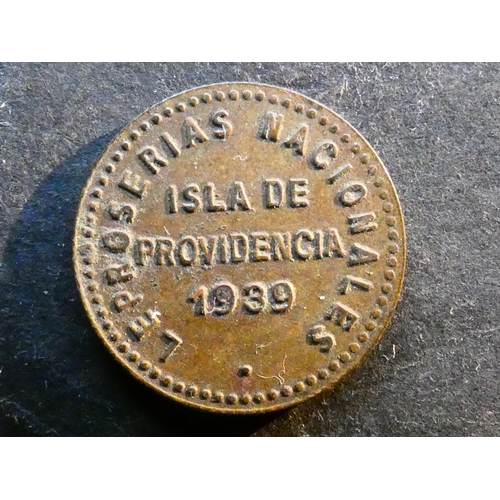 LEPROSERIAS NACIONALES
ISLA DE
PROVIDENCIA
1939